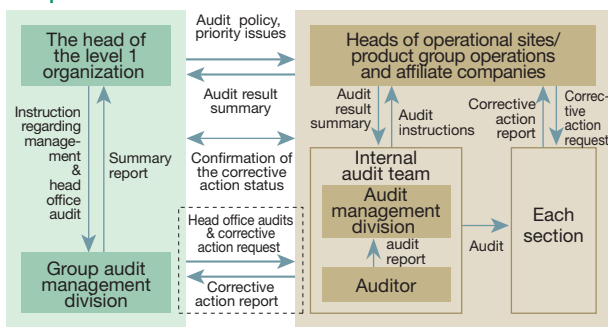 The head of
the level 1
organization
Instruction
regarding
manage-
ment
&
head
office
audit
Summary
report
Group audit
management
division
Audit policy,
priority issues
Audit result
summary
Confirmation of
the corrective
action status
Head office audits
& corrective
action request
Corrective
action report
Heads of operational sites/
product group operations
and affiliate companies
Audit
result
summary
Audit
instructions
Corrective
action
report
Correc-
tive
action
request
Internal
audit team
Audit
management
division
audit
report
Auditor
Audit
Each
section